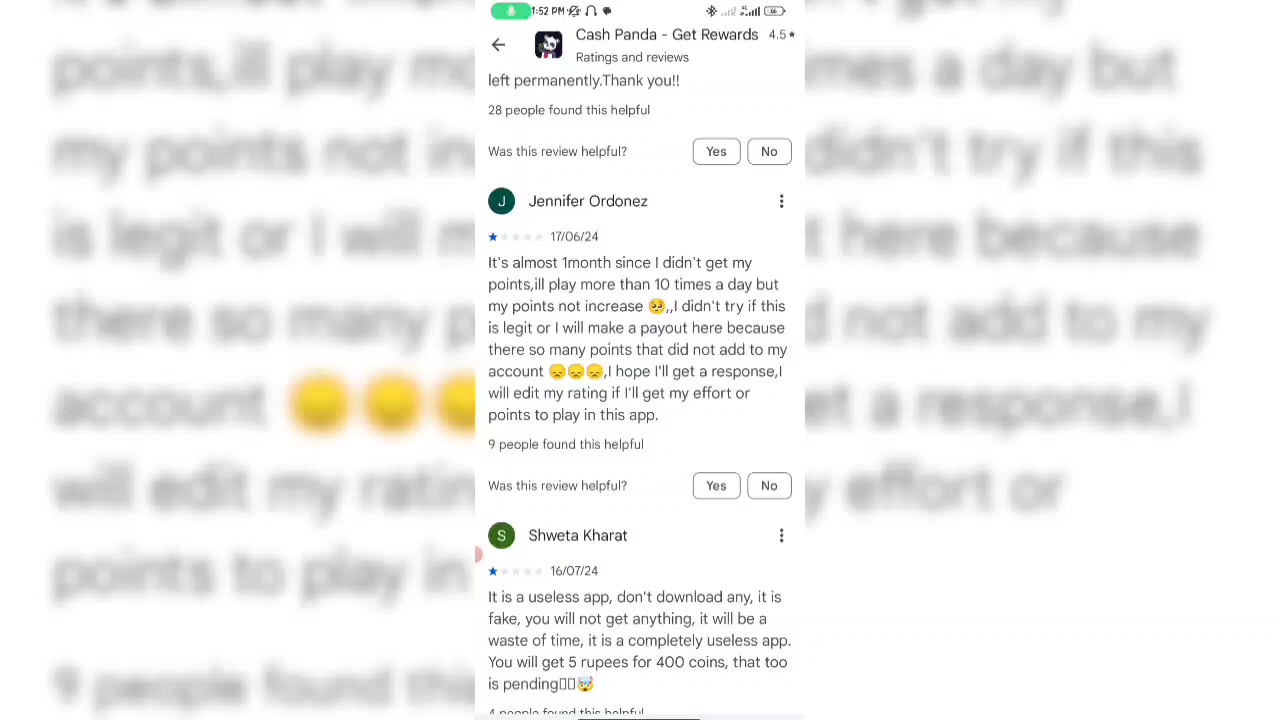 1:52 PM
66
Cash Panda - Get Rewards 4.5★
Ratings and reviews
left permanently.Thank you!!
28 people found this helpful
Was this review helpful? Yes No
J Jennifer Ordonez
17/06/24
It's almost 1month since I didn't get my
points,ill play more than 10 times a day but
my points not increase 🥺,,I didn't try if this
is legit or I will make a payout here because
there so many points that did not add to my
account 😞😞😞,I hope I'll get a response,I
will edit my rating if I'll get my effort or
points to play in this app.
9 people found this helpful
Was this review helpful? Yes No
S Shweta Kharat
16/07/24
It is a useless app, don't download any, it is
fake, you will not get anything, it will be a
waste of time, it is a completely useless app.
You will get 5 rupees for 400 coins, that too
is pending▯▯🤯
4 people found this helpful